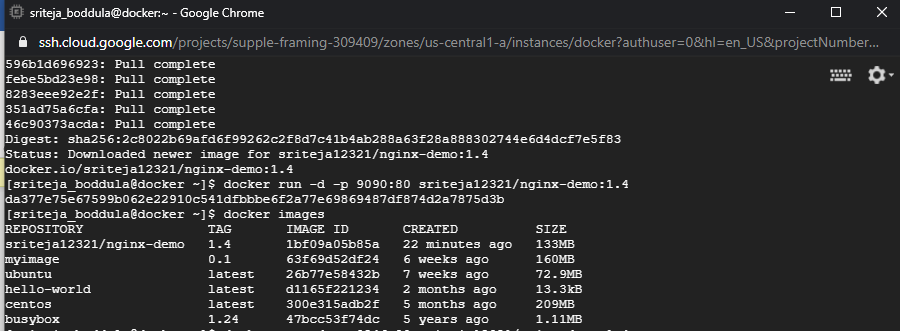 sriteja_boddula@docker:~ - Google Chrome
ssh.cloud.google.com/projects/supple-framing-309409/zones/us-central1-a/instances/docker?authuser=0&hl=en_US&projectNumber...
596b1d696923: Pull complete
febe5bd23e98: Pull complete
8283eee92e2f: Pull complete
351ad75a6cfa: Pull complete
46c90373acda: Pull complete
Digest: sha256:2c8022b69afd6f99262c2f8d7c41b4ab288a63f28a888302744e6d4dcf7e5f83
Status: Downloaded newer image for sriteja12321/nginx-demo:1.4
docker.io/sriteja12321/nginx-demo:1.4
[sriteja_boddula@docker ~]$ docker run -d -p 9090:80 sriteja12321/nginx-demo:1.4
da377e75e67599b062e22910c541dfbbbe6f2a77e69869487df874d2a7875d3b
[sriteja_boddula@docker ~]$ docker images
REPOSITORY TAG IMAGE ID CREATED SIZE
sriteja12321/nginx-demo 1.4 1bf09a05b85a 22 minutes ago 133MB
myimage 0.1 63f69d52df24 6 weeks ago 160MB
ubuntu latest 26b77e58432b 7 weeks ago 72.9MB
hello-world latest d1165f221234 2 months ago 13.3kB
centos latest 300e315adb2f 5 months ago 209MB
busybox 1.24 47bcc53f74dc 5 years ago 1.11MB